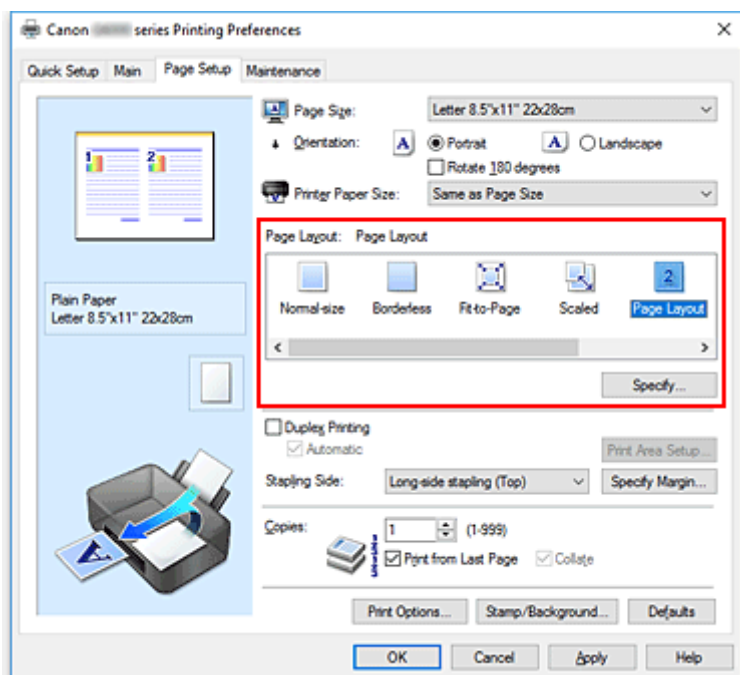 Canon series Printing Preferences
Quick Setup Main Page Setup Maintenance
1 2
Plain Paper
Letter 8.5"x11" 22x28cm
Page Size: Letter 8.5"x11" 22x28cm
Orientation: A Portrait A Landscape
Rotate 180 degrees
Printer Paper Size: Same as Page Size
Page Layout: Page Layout
2
Normal-size Borderless Fit-to-Page Scaled Page Layout
Specify...
Duplex Printing
Automatic Print Area Setup...
Stapling Side: Long-side stapling (Top) Specify Margin...
Copies: 1 (1-999)
Print from Last Page Collate
A
Print Options... Stamp/Background... Defaults
OK Cancel Apply Help